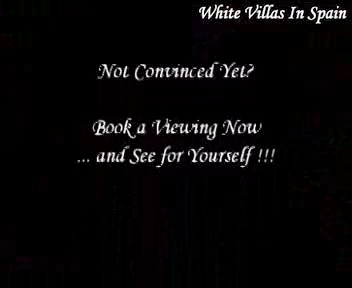 White Villas In Spain
Not Convinced Yet?
Book a Viewing Now
... and See for Yourself !!!